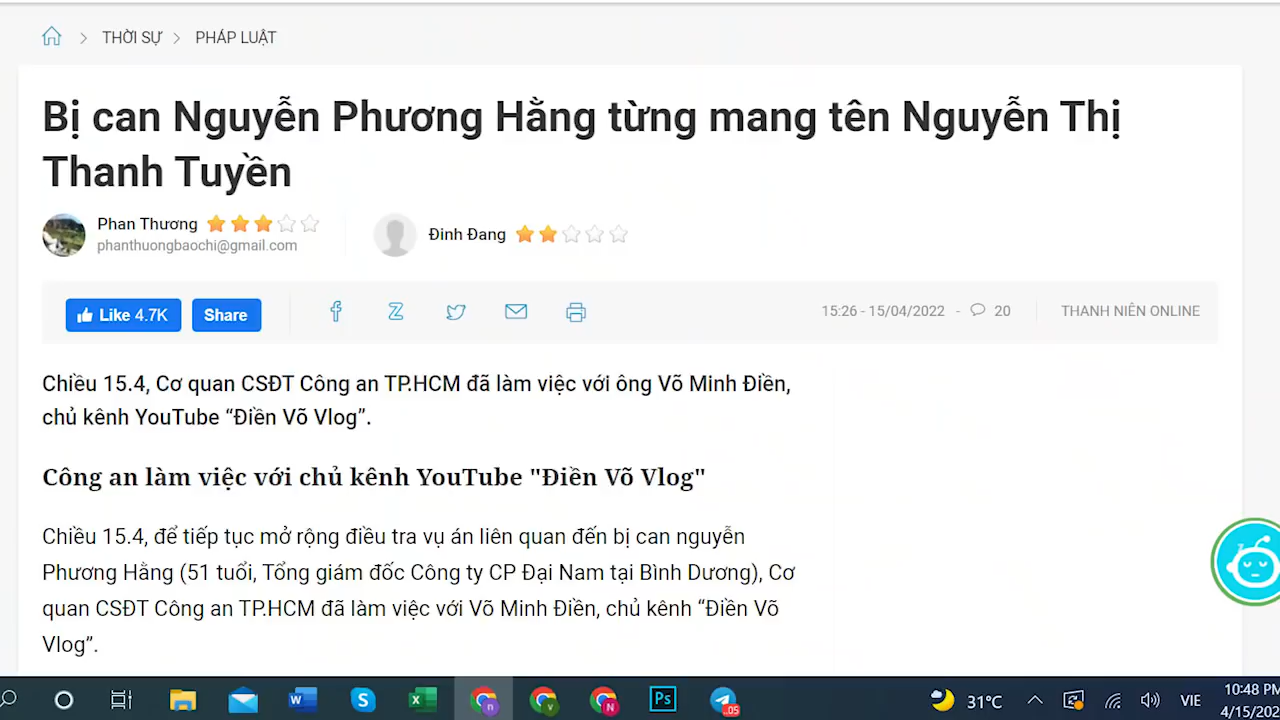 THỜI SỰ > PHÁP LUẬT
Bị can Nguyễn Phương Hằng từng mang tên Nguyễn Thị
Thanh Tuyền
Phan Thương
phanthuongbaochi@gmail.com
Đinh Đang
Like 4.7K Share
15:26 - 15/04/2022 - 20 THANH NIÊN ONLINE
Chiều 15.4, Cơ quan CSĐT Công an TP.HCM đã làm việc với ông Võ Minh Điền,
chủ kênh YouTube “Điền Võ Vlog”.
Công an làm việc với chủ kênh YouTube "Điền Võ Vlog"
Chiều 15.4, để tiếp tục mở rộng điều tra vụ án liên quan đến bị can nguyễn
Phương Hằng (51 tuổi, Tổng giám đốc Công ty CP Đại Nam tại Bình Dương), Cơ
quan CSĐT Công an TP.HCM đã làm việc với Võ Minh Điền, chủ kênh “Điền Võ
Vlog”.
31°C VIE 10:48 PM
4/15/202